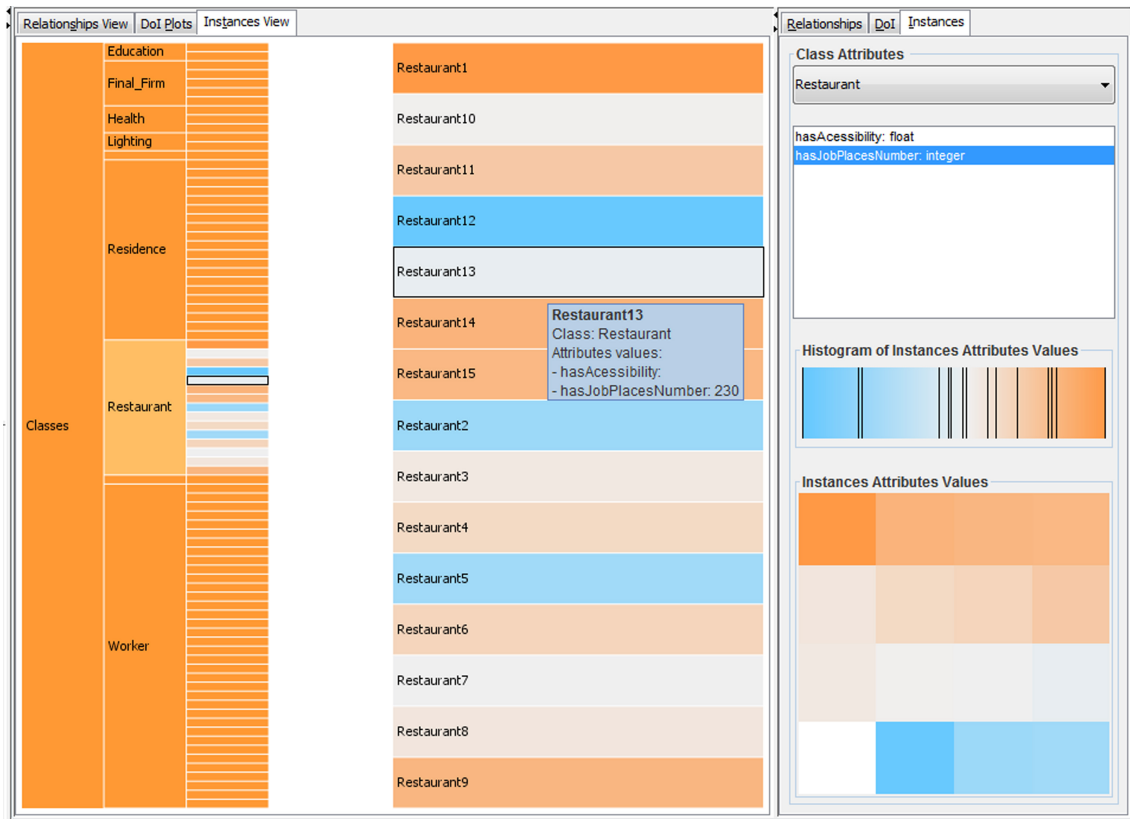 Relationships View
DoI Plots
Instances View
Relationships
DoI
Instances
Classes
Education
Final_Firm
Health
Lighting
Residence
Restaurant
Worker
Restaurant1
Restaurant10
Restaurant11
Restaurant12
Restaurant13
Restaurant14
Restaurant15
Restaurant2
Restaurant3
Restaurant4
Restaurant5
Restaurant6
Restaurant7
Restaurant8
Restaurant9
Restaurant13
Class: Restaurant
Attributes values:
- hasAcessibility:
- hasJobPlacesNumber: 230
Class Attributes
Restaurant
hasAcessibility: float
hasJobPlacesNumber: integer
Histogram of Instances Attributes Values
Instances Attributes Values